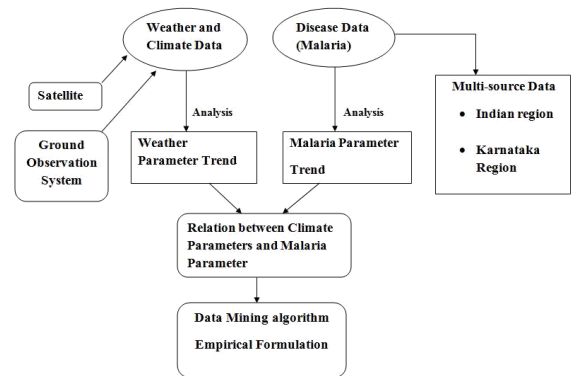 Weather and
Climate Data
Disease Data
(Malaria)
Satellite
Multi-source Data
• Indian region
• Karnataka
Region
Analysis
Analysis
Ground
Observation
System
Weather
Parameter Trend
Malaria Parameter
Trend
Relation between Climate
Parameters and Malaria
Parameter
Data Mining algorithm
Empirical Formulation